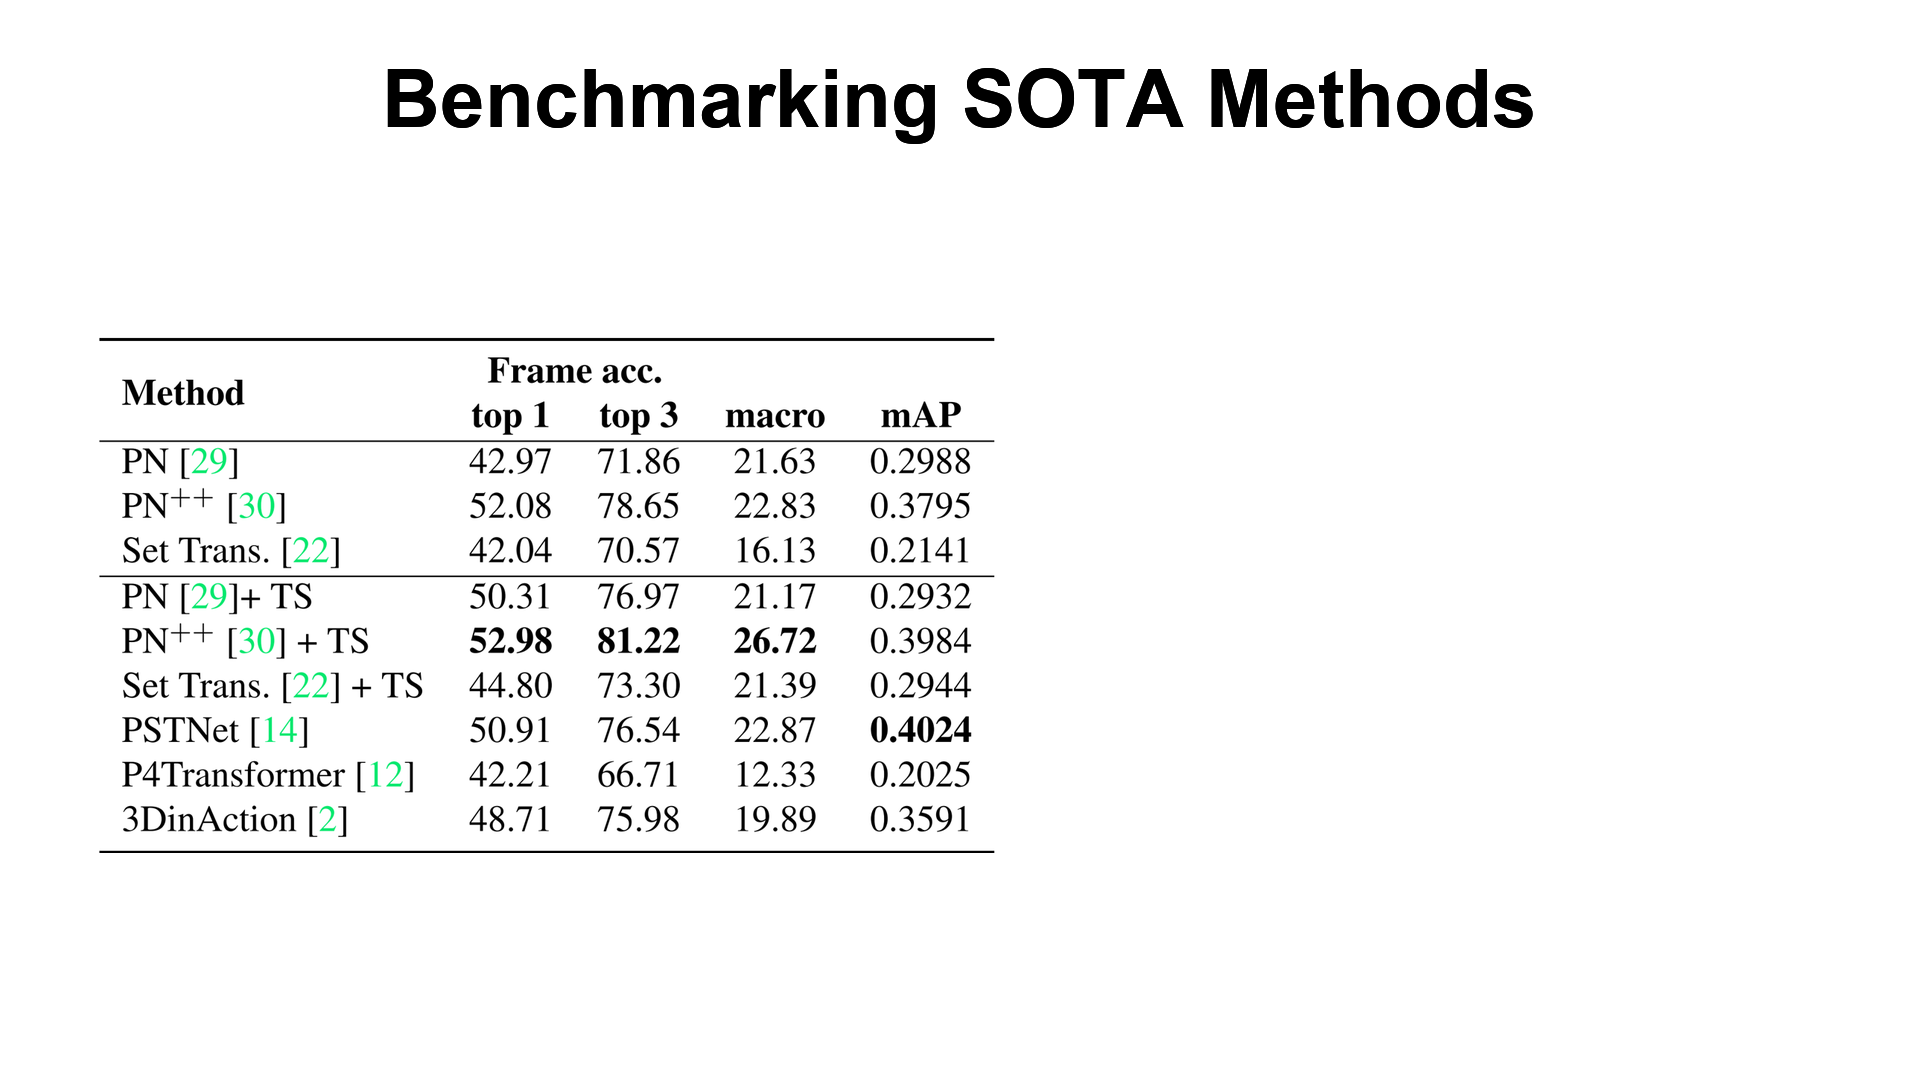 Benchmarking SOTA Methods
Method Frame acc.
top 1 top 3 macro mAP
PN [29] 42.97 71.86 21.63 0.2988
PN++ [30] 52.08 78.65 22.83 0.3795
Set Trans. [22] 42.04 70.57 16.13 0.2141
PN [29]+ TS 50.31 76.97 21.17 0.2932
PN++ [30] + TS 52.98 81.22 26.72 0.3984
Set Trans. [22] + TS 44.80 73.30 21.39 0.2944
PSTNet [14] 50.91 76.54 22.87 0.4024
P4Transformer [12] 42.21 66.71 12.33 0.2025
3DinAction [2] 48.71 75.98 19.89 0.3591